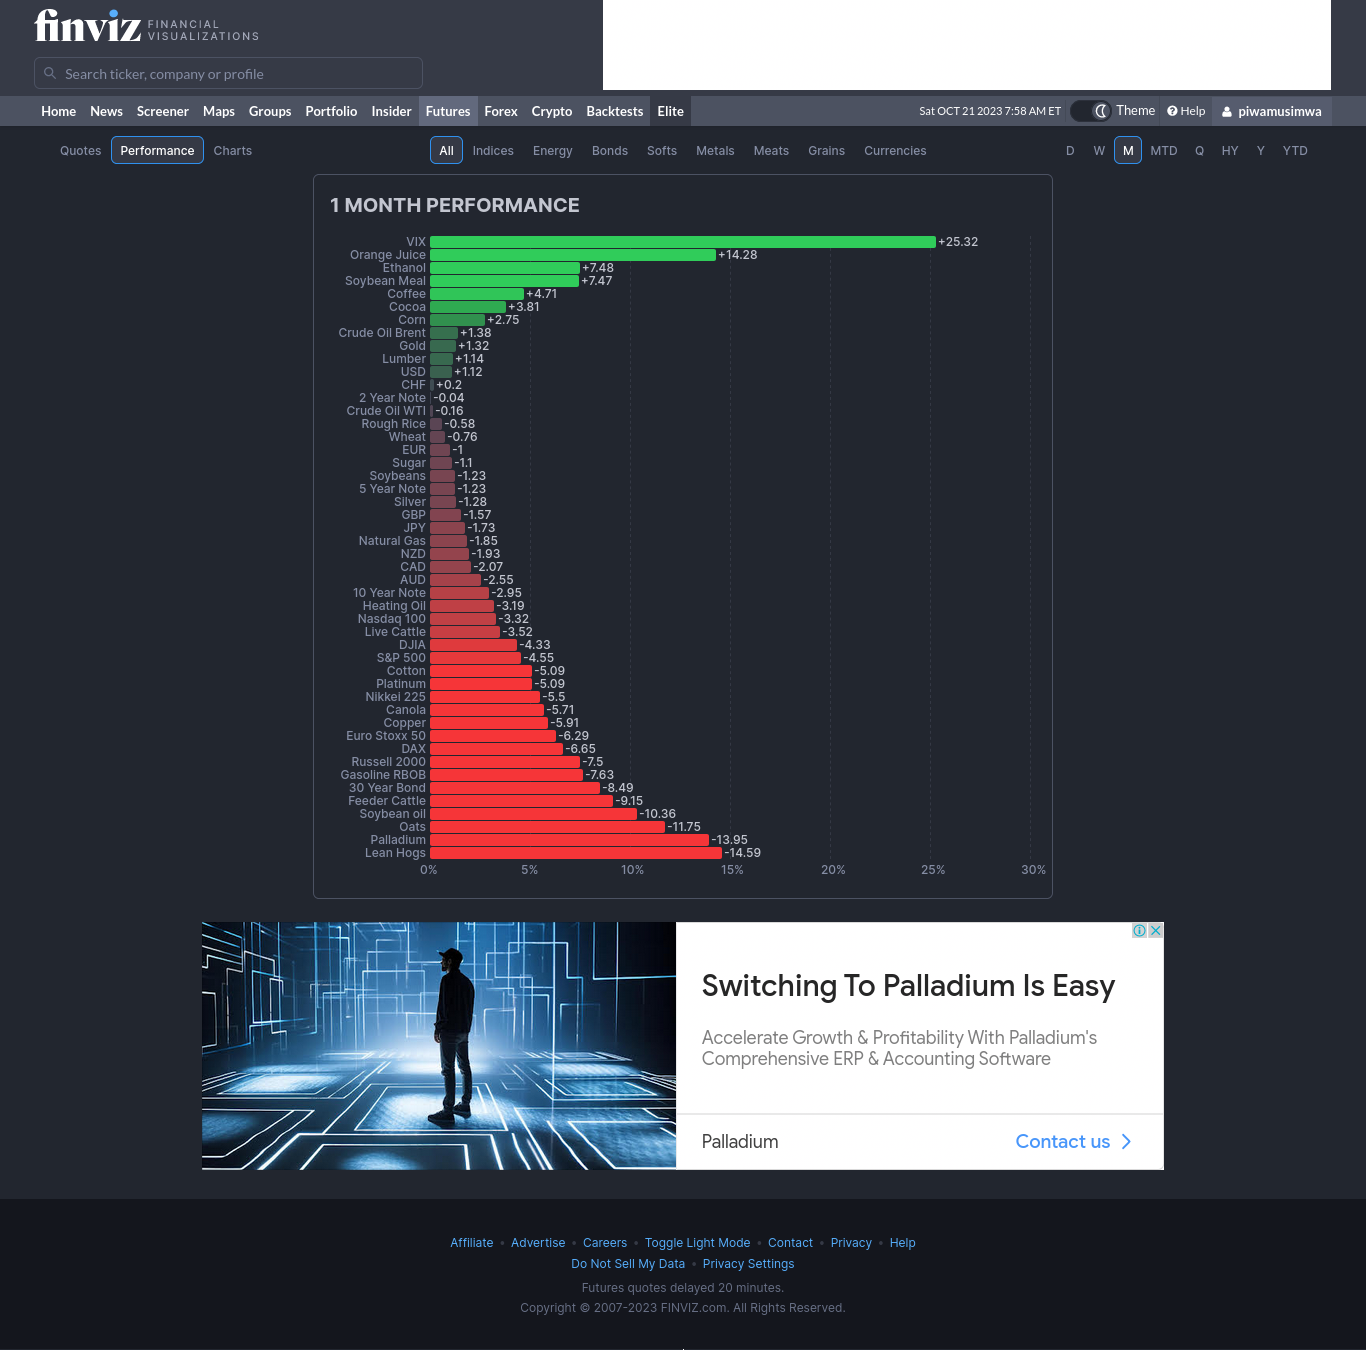 finviz FINANCIAL
VISUALIZATIONS
Search ticker, company or profile
Home News Screener Maps Groups Portfolio Insider Futures Forex Crypto Backtests Elite Sat OCT 21 2023 7:58 AM ET Theme Help piwamusimwa
Quotes Performance Charts All Indices Energy Bonds Softs Metals Meats Grains Currencies D W M MTD Q HY Y YTD
1 MONTH PERFORMANCE
VIX +25.32
Orange Juice +14.28
Ethanol +7.48
Soybean Meal +7.47
Coffee +4.71
Cocoa +3.81
Corn +2.75
Crude Oil Brent +1.38
Gold +1.32
Lumber +1.14
USD +1.12
CHF +0.2
2 Year Note -0.04
Crude Oil WTI -0.16
Rough Rice -0.58
Wheat -0.76
EUR -1
Sugar -1.1
Soybeans -1.23
5 Year Note -1.23
Silver -1.28
GBP -1.57
JPY -1.73
Natural Gas -1.85
NZD -1.93
CAD -2.07
AUD -2.55
10 Year Note -2.95
Heating Oil -3.19
Nasdaq 100 -3.32
Live Cattle -3.52
DJIA -4.33
S&P 500 -4.55
Cotton -5.09
Platinum -5.09
Nikkei 225 -5.5
Canola -5.71
Copper -5.91
Euro Stoxx 50 -6.29
DAX -6.65
Russell 2000 -7.5
Gasoline RBOB -7.63
30 Year Bond -8.49
Feeder Cattle -9.15
Soybean oil -10.36
Oats -11.75
Palladium -13.95
Lean Hogs -14.59
0% 5% 10% 15% 20% 25% 30%
Switching To Palladium Is Easy
Accelerate Growth & Profitability With Palladium's
Comprehensive ERP & Accounting Software
Palladium Contact us
Affiliate • Advertise • Careers • Toggle Light Mode • Contact • Privacy • Help
Do Not Sell My Data • Privacy Settings
Futures quotes delayed 20 minutes.
Copyright © 2007-2023 FINVIZ.com. All Rights Reserved.